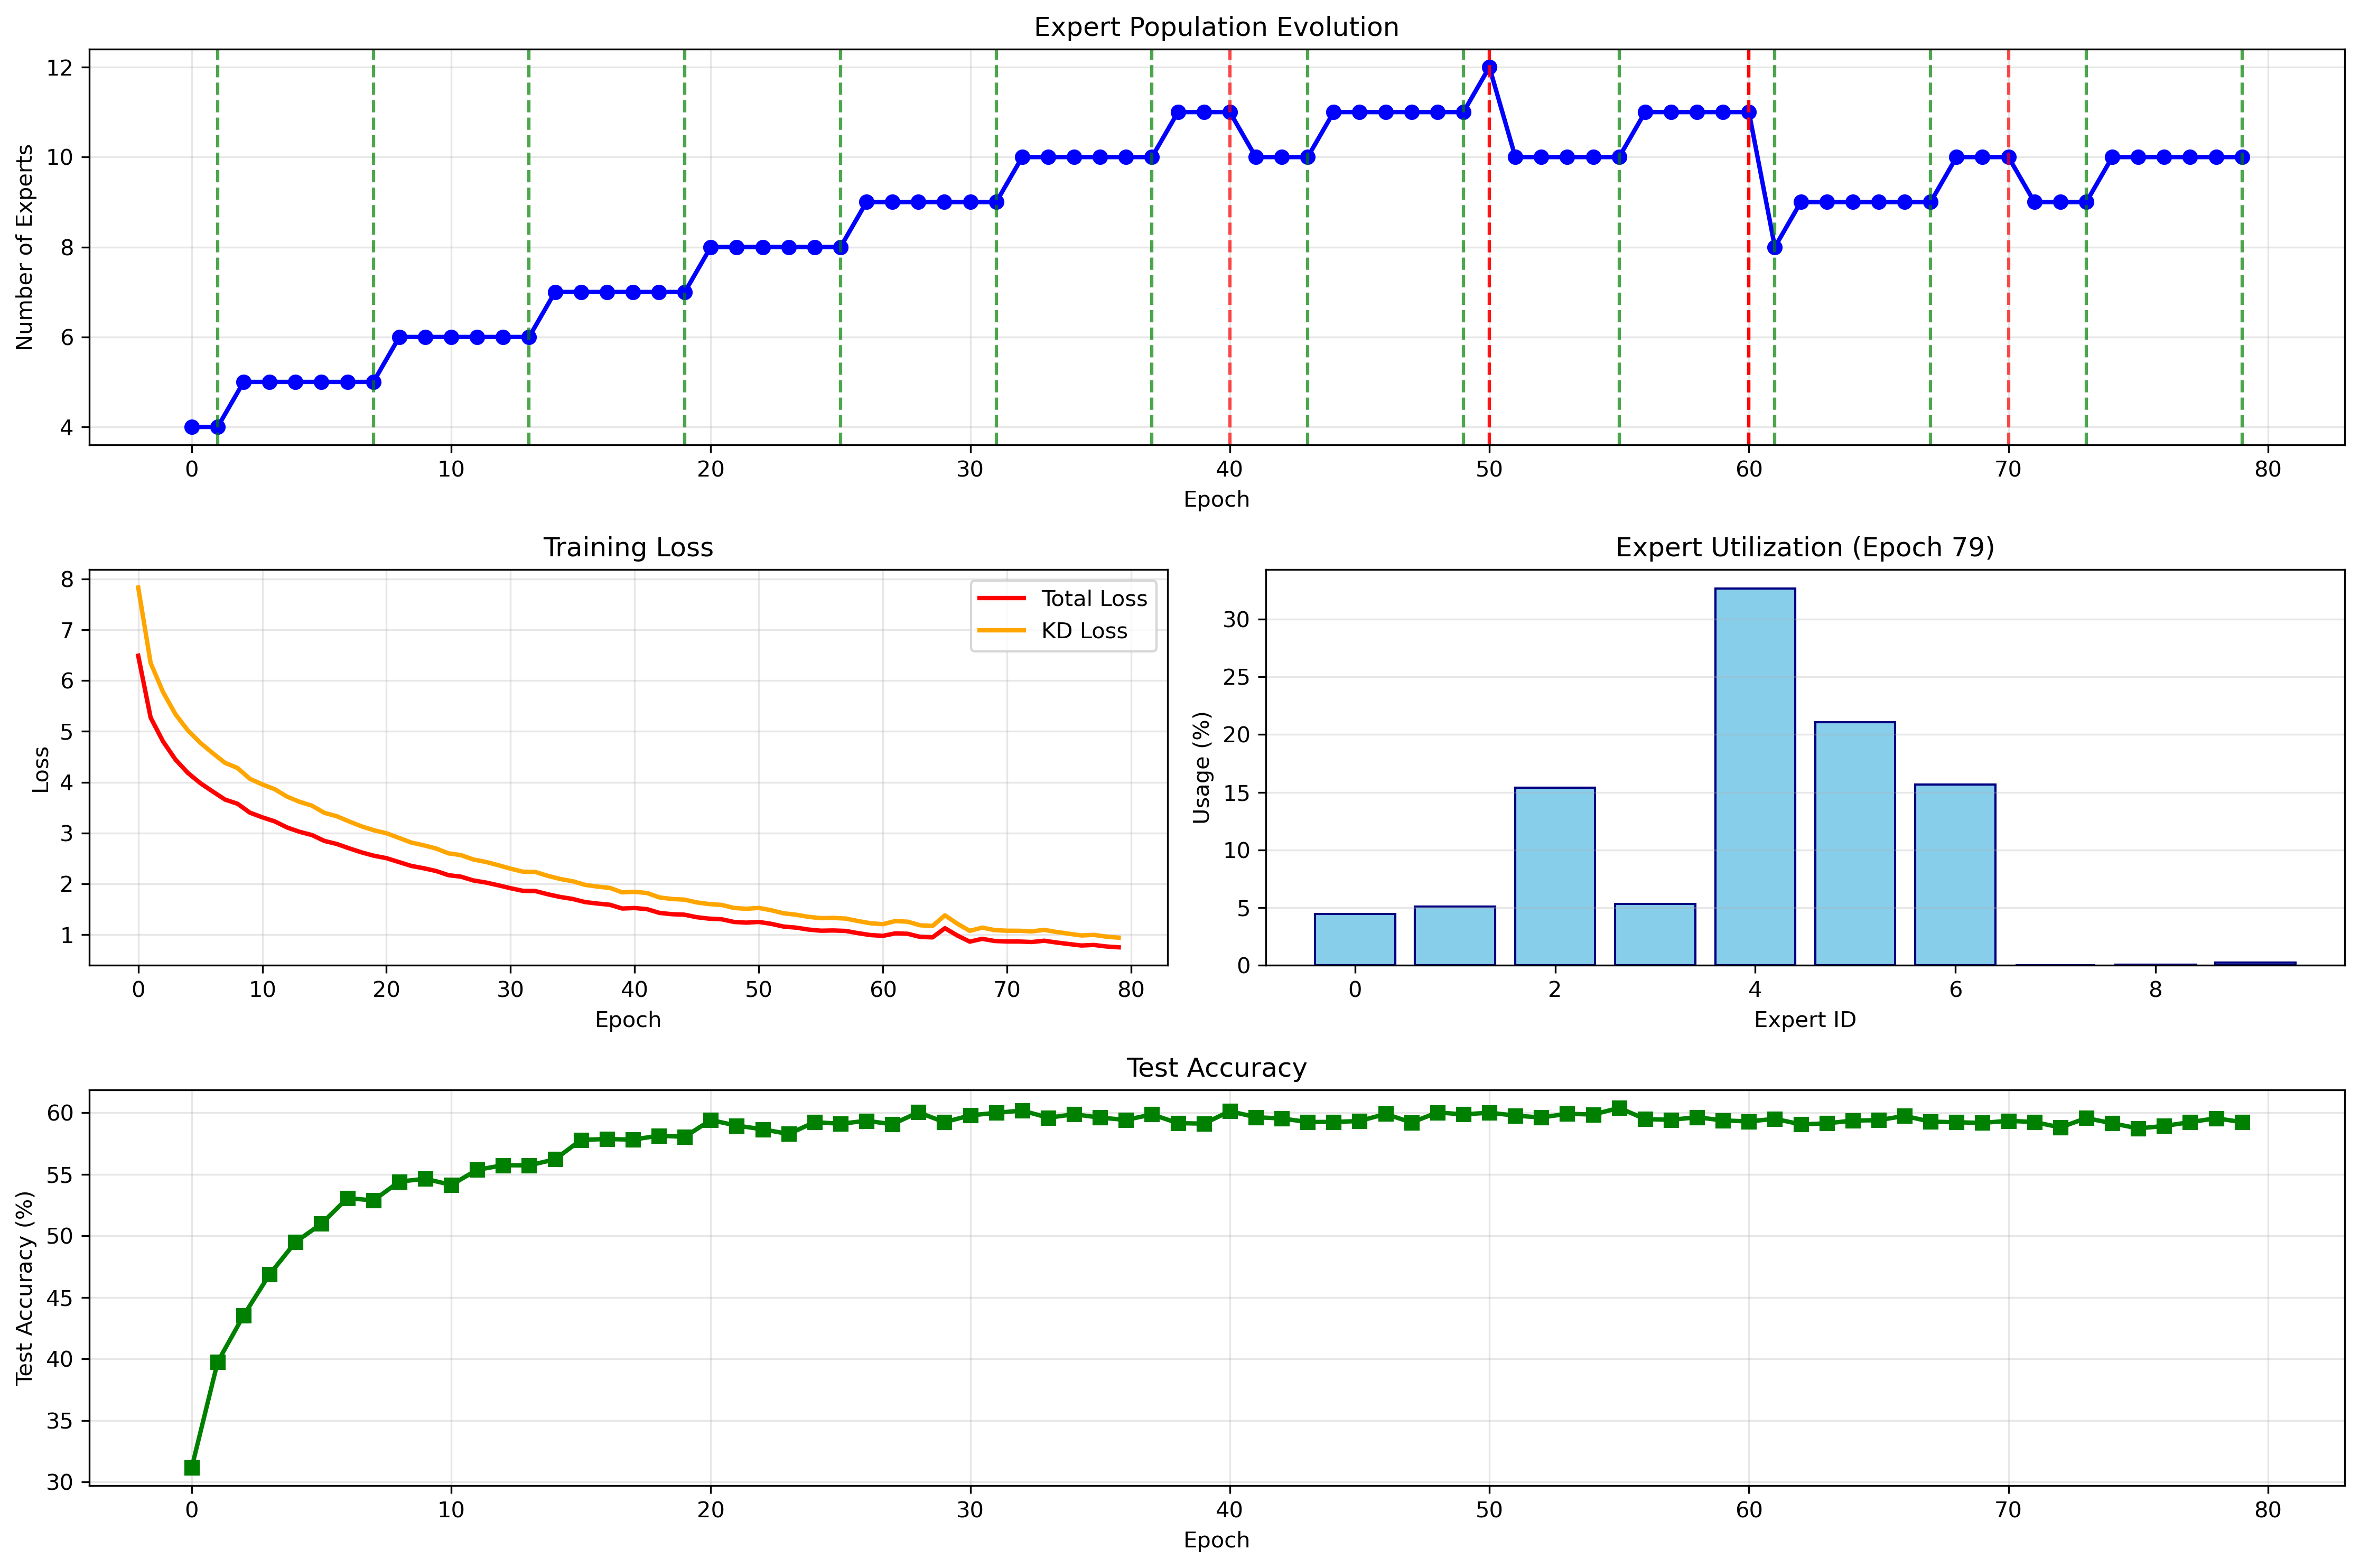 Expert Population Evolution
Number of Experts
12
10
8
6
4
0 10 20 30 40 50 60 70 80
Epoch
Training Loss
Loss
8
7
6
5
4
3
2
1
Total Loss
KD Loss
0 10 20 30 40 50 60 70 80
Epoch
Expert Utilization (Epoch 79)
Usage (%)
30
25
20
15
10
5
0
0 2 4 6 8
Expert ID
Test Accuracy
Test Accuracy (%)
60
55
50
45
40
35
30
0 10 20 30 40 50 60 70 80
Epoch